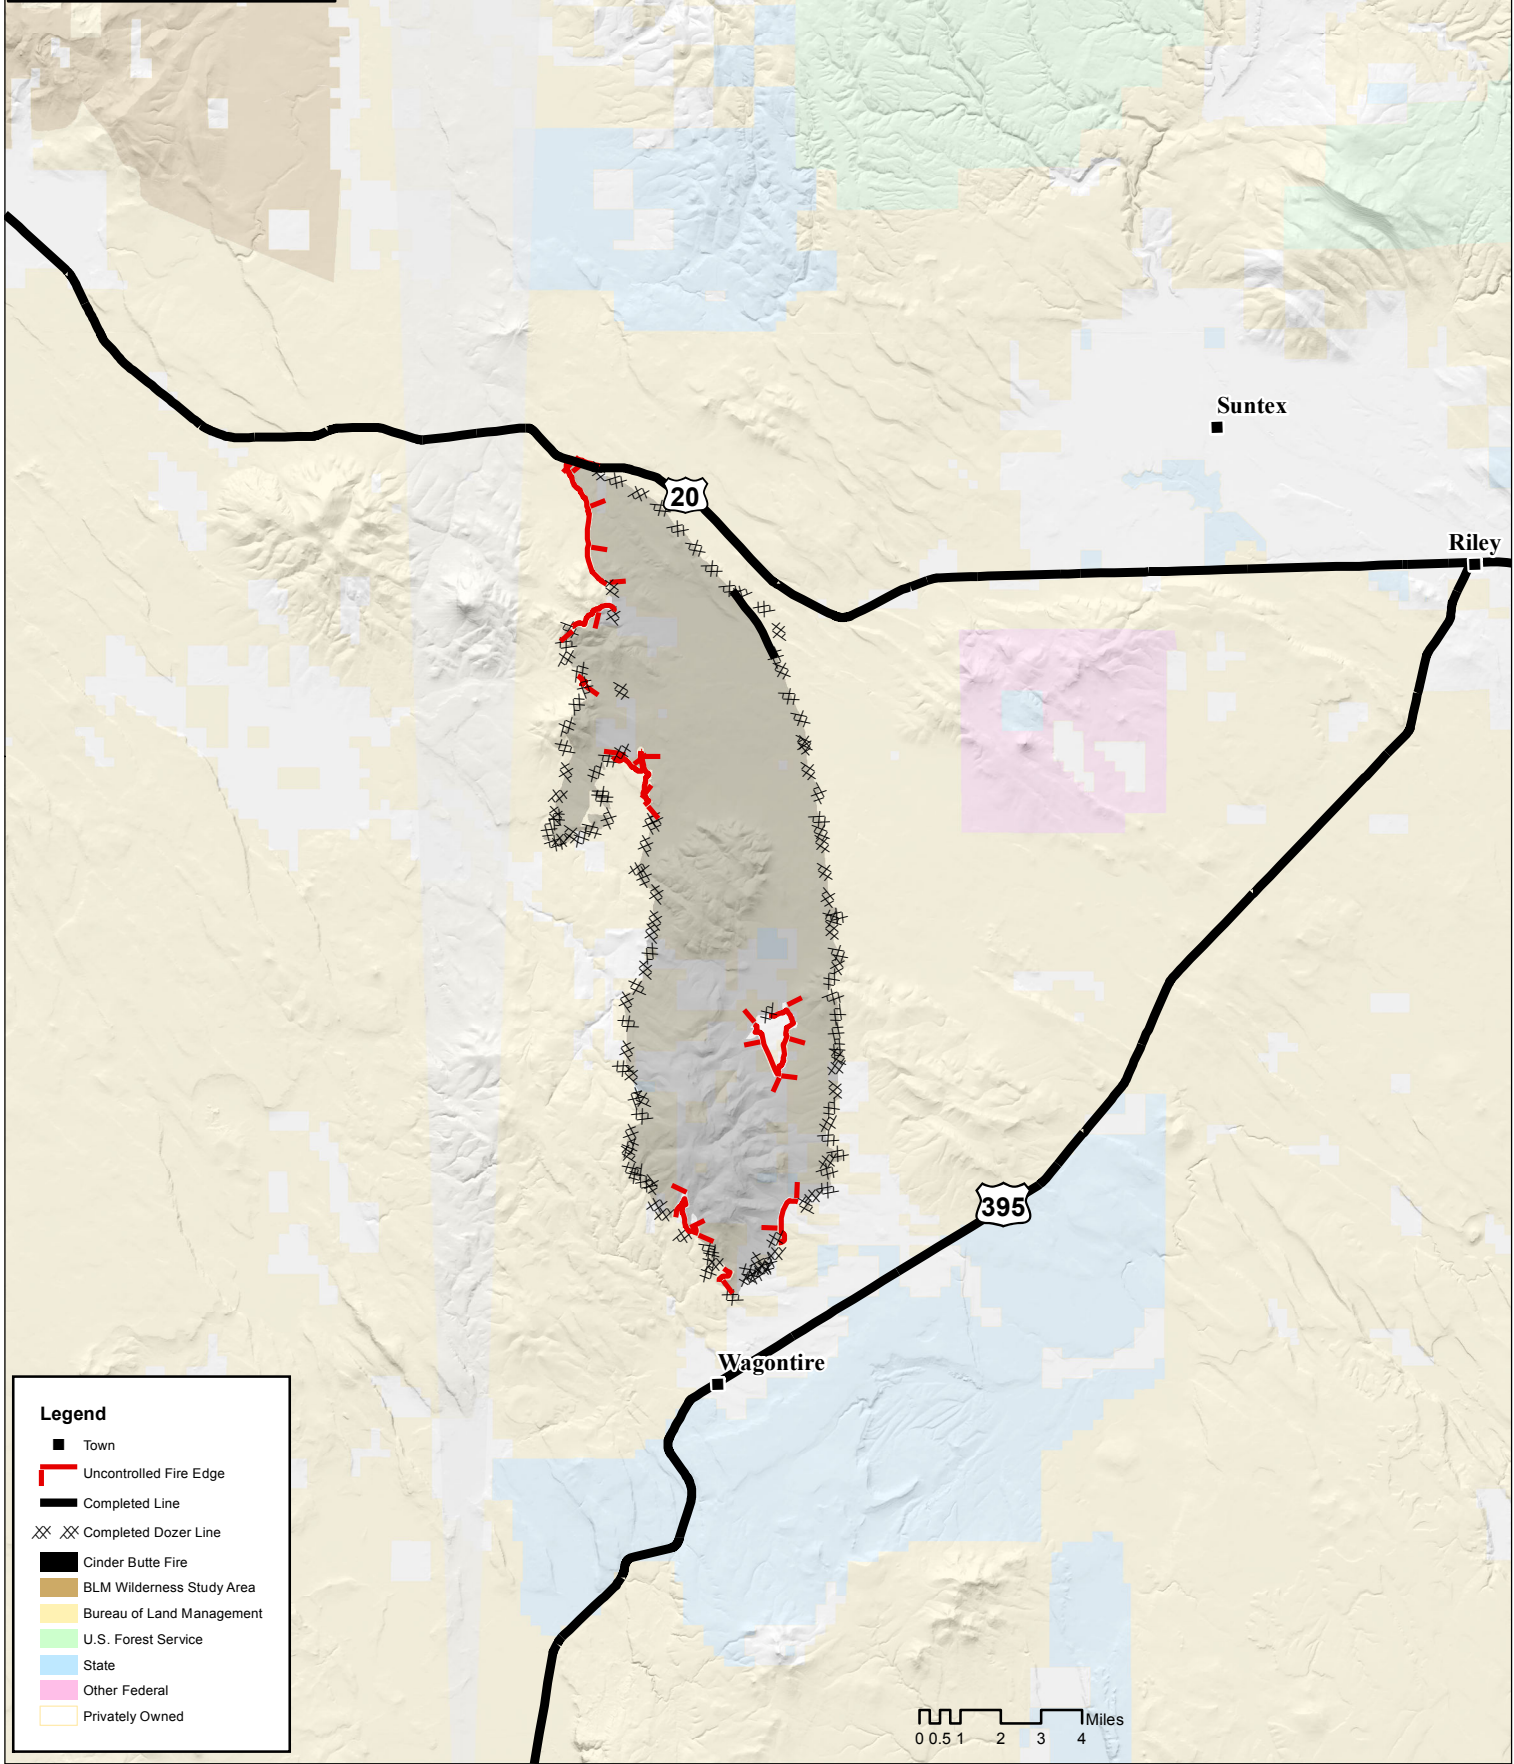 Suntex
20
Riley
395
Wagontire
Legend
Town
Uncontrolled Fire Edge
Completed Line
Completed Dozer Line
Cinder Butte Fire
BLM Wilderness Study Area
Bureau of Land Management
U.S. Forest Service
State
Other Federal
Privately Owned
Miles
0 0.5 1 2 3 4